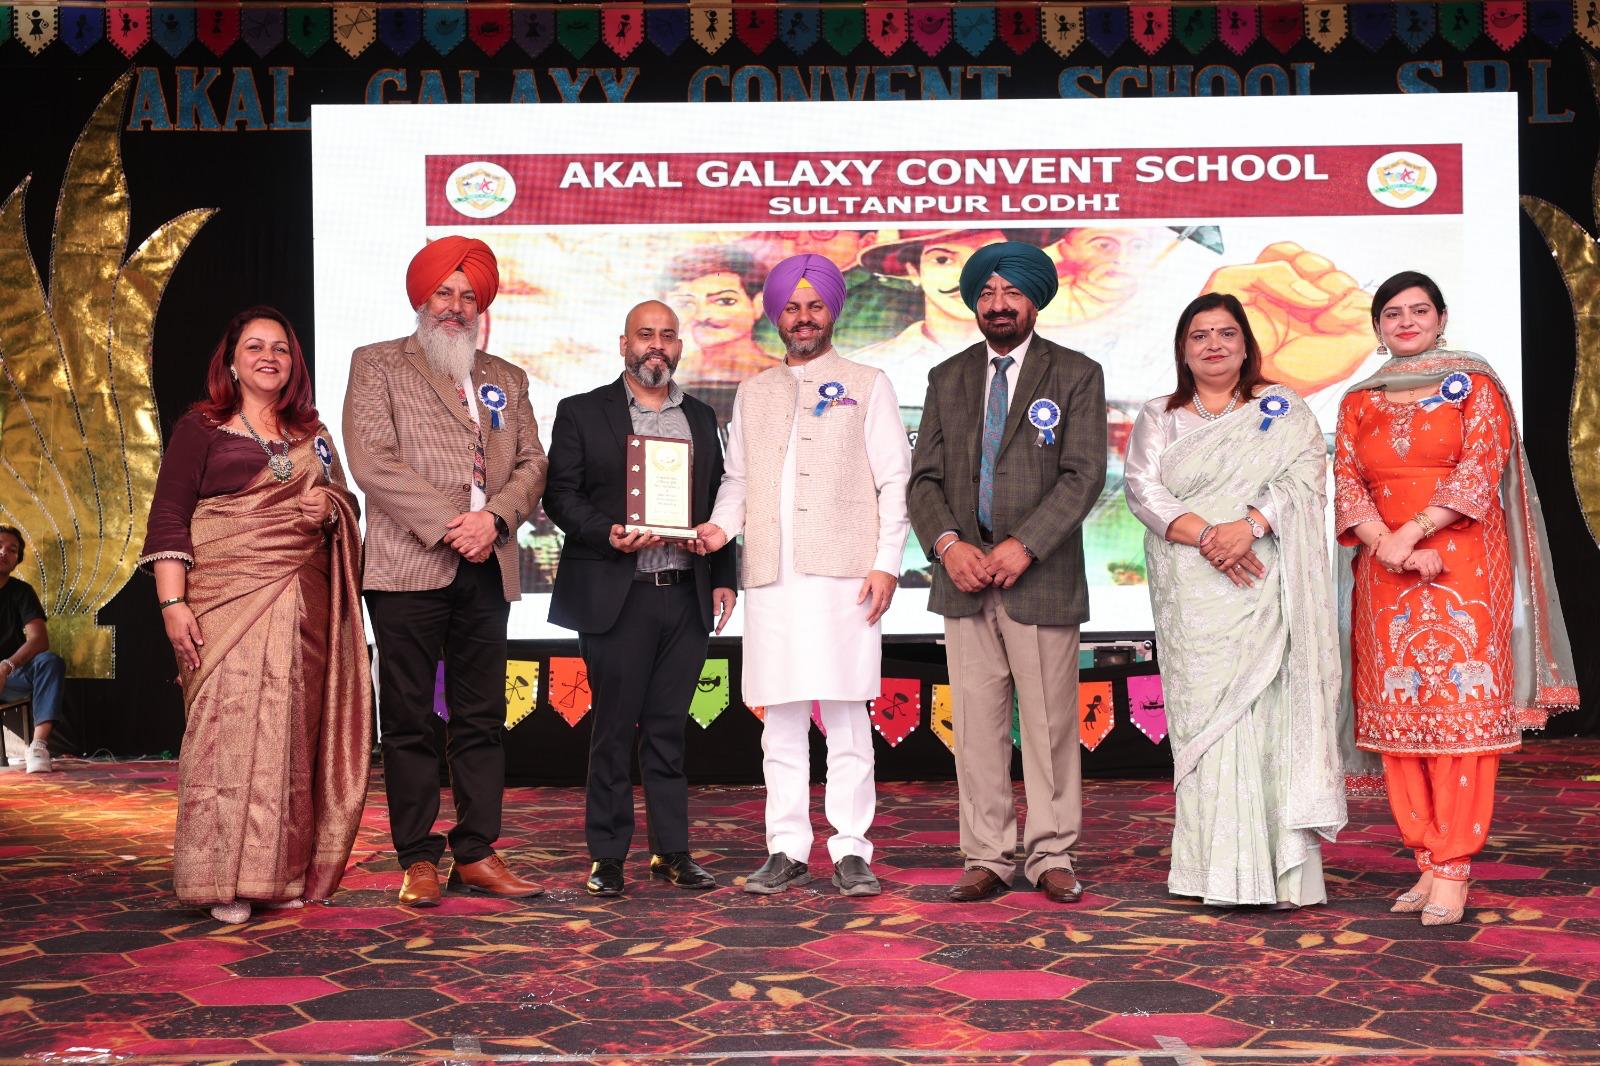 AKAL GALAXY CONVENT SCHOOL S.P.L
AKAL GALAXY CONVENT SCHOOL
SULTANPUR LODHI